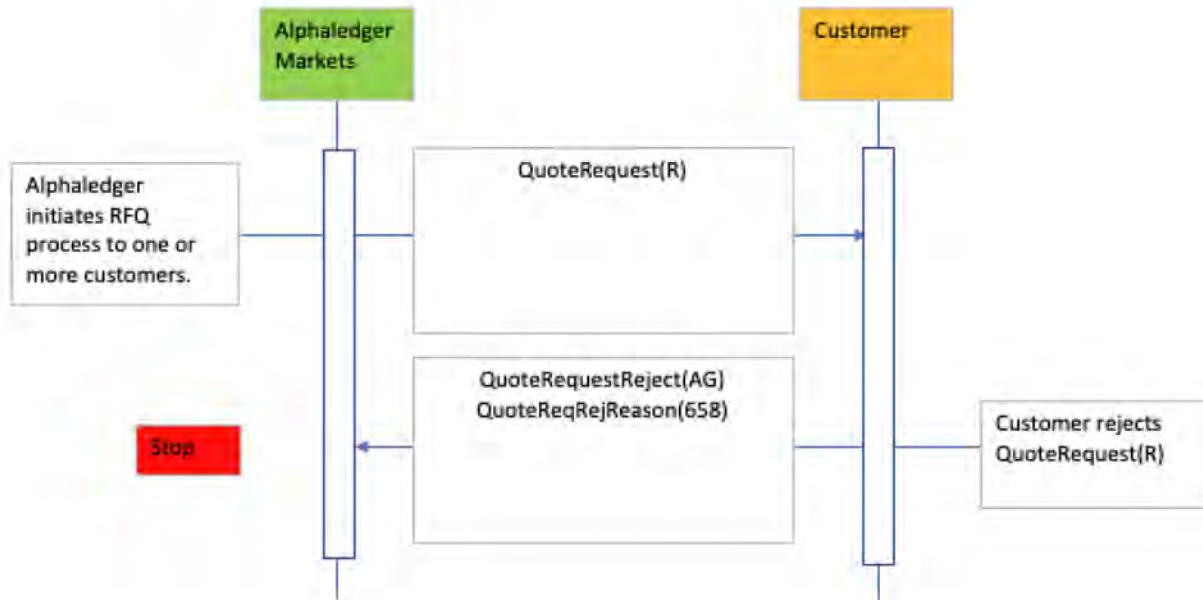 Alphaledger
Markets
Customer
Alphaledger
initiates RFQ
process to one or
more customers.
QuoteRequest(R)
QuoteRequestReject(AG)
QuoteReqRejReason(658)
Stop
Customer rejects
QuoteRequest(R)